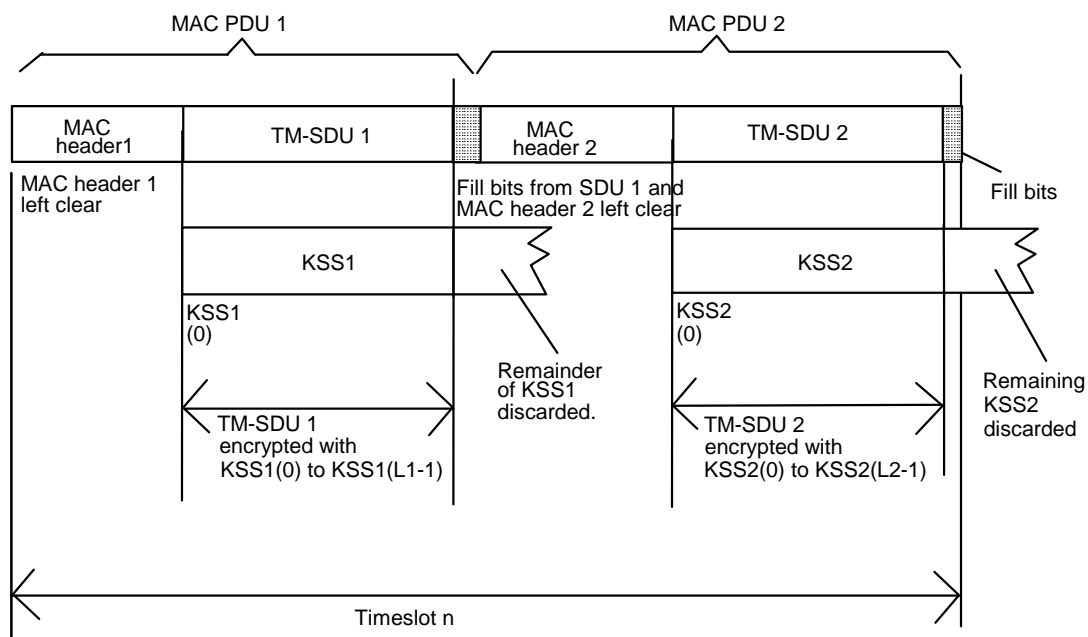 MAC PDU 1
MAC PDU 2
MAC
header1
TM-SDU 1
MAC
header 2
TM-SDU 2
MAC header 1
left clear
Fill bits from SDU 1 and
MAC header 2 left clear
Fill bits
KSS1
KSS2
KSS1
(0)
KSS2
(0)
Remainder
of KSS1
discarded.
Remaining
KSS2
discarded
TM-SDU 1
encrypted with
KSS1(0) to KSS1(L1-1)
TM-SDU 2
encrypted with
KSS2(0) to KSS2(L2-1)
Timeslot n